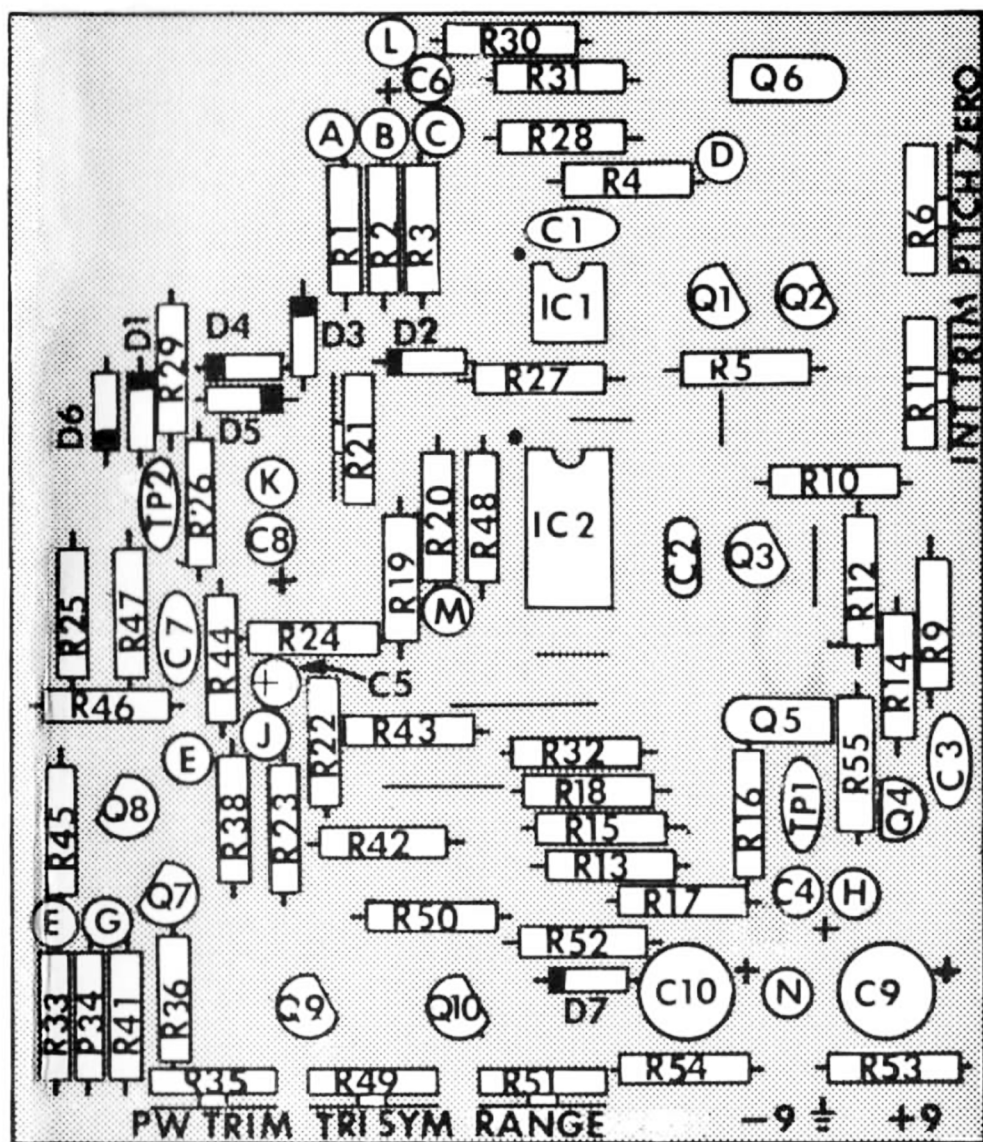 L
R30
C6
+
R31
Q6
A
B
C
R28
D
R4
PITCH ZERO
R6
R1
R2
R3
C1
IC1
Q1
Q2
D1
R29
D4
D3
D2
R27
R5
INT TRIM
R11
D6
D5
R21
R10
TP2
R26
K
R20
R48
IC2
C8
+
R19
C2
Q3
R12
R9
R25
R47
C7
R44
M
R24
R14
+
C5
R46
J
R22
R43
Q5
R55
C3
E
R32
R45
Q8
R38
R23
R18
R16
TP1
Q4
R15
R42
R13
Q7
R17
C4
H
+
E
G
R50
R52
R33
P34
R41
R36
Q9
Q10
D7
C10
+
N
C9
+
R35
R49
R51
R54
R53
PW TRIM
TRI SYM
RANGE
-9
+9